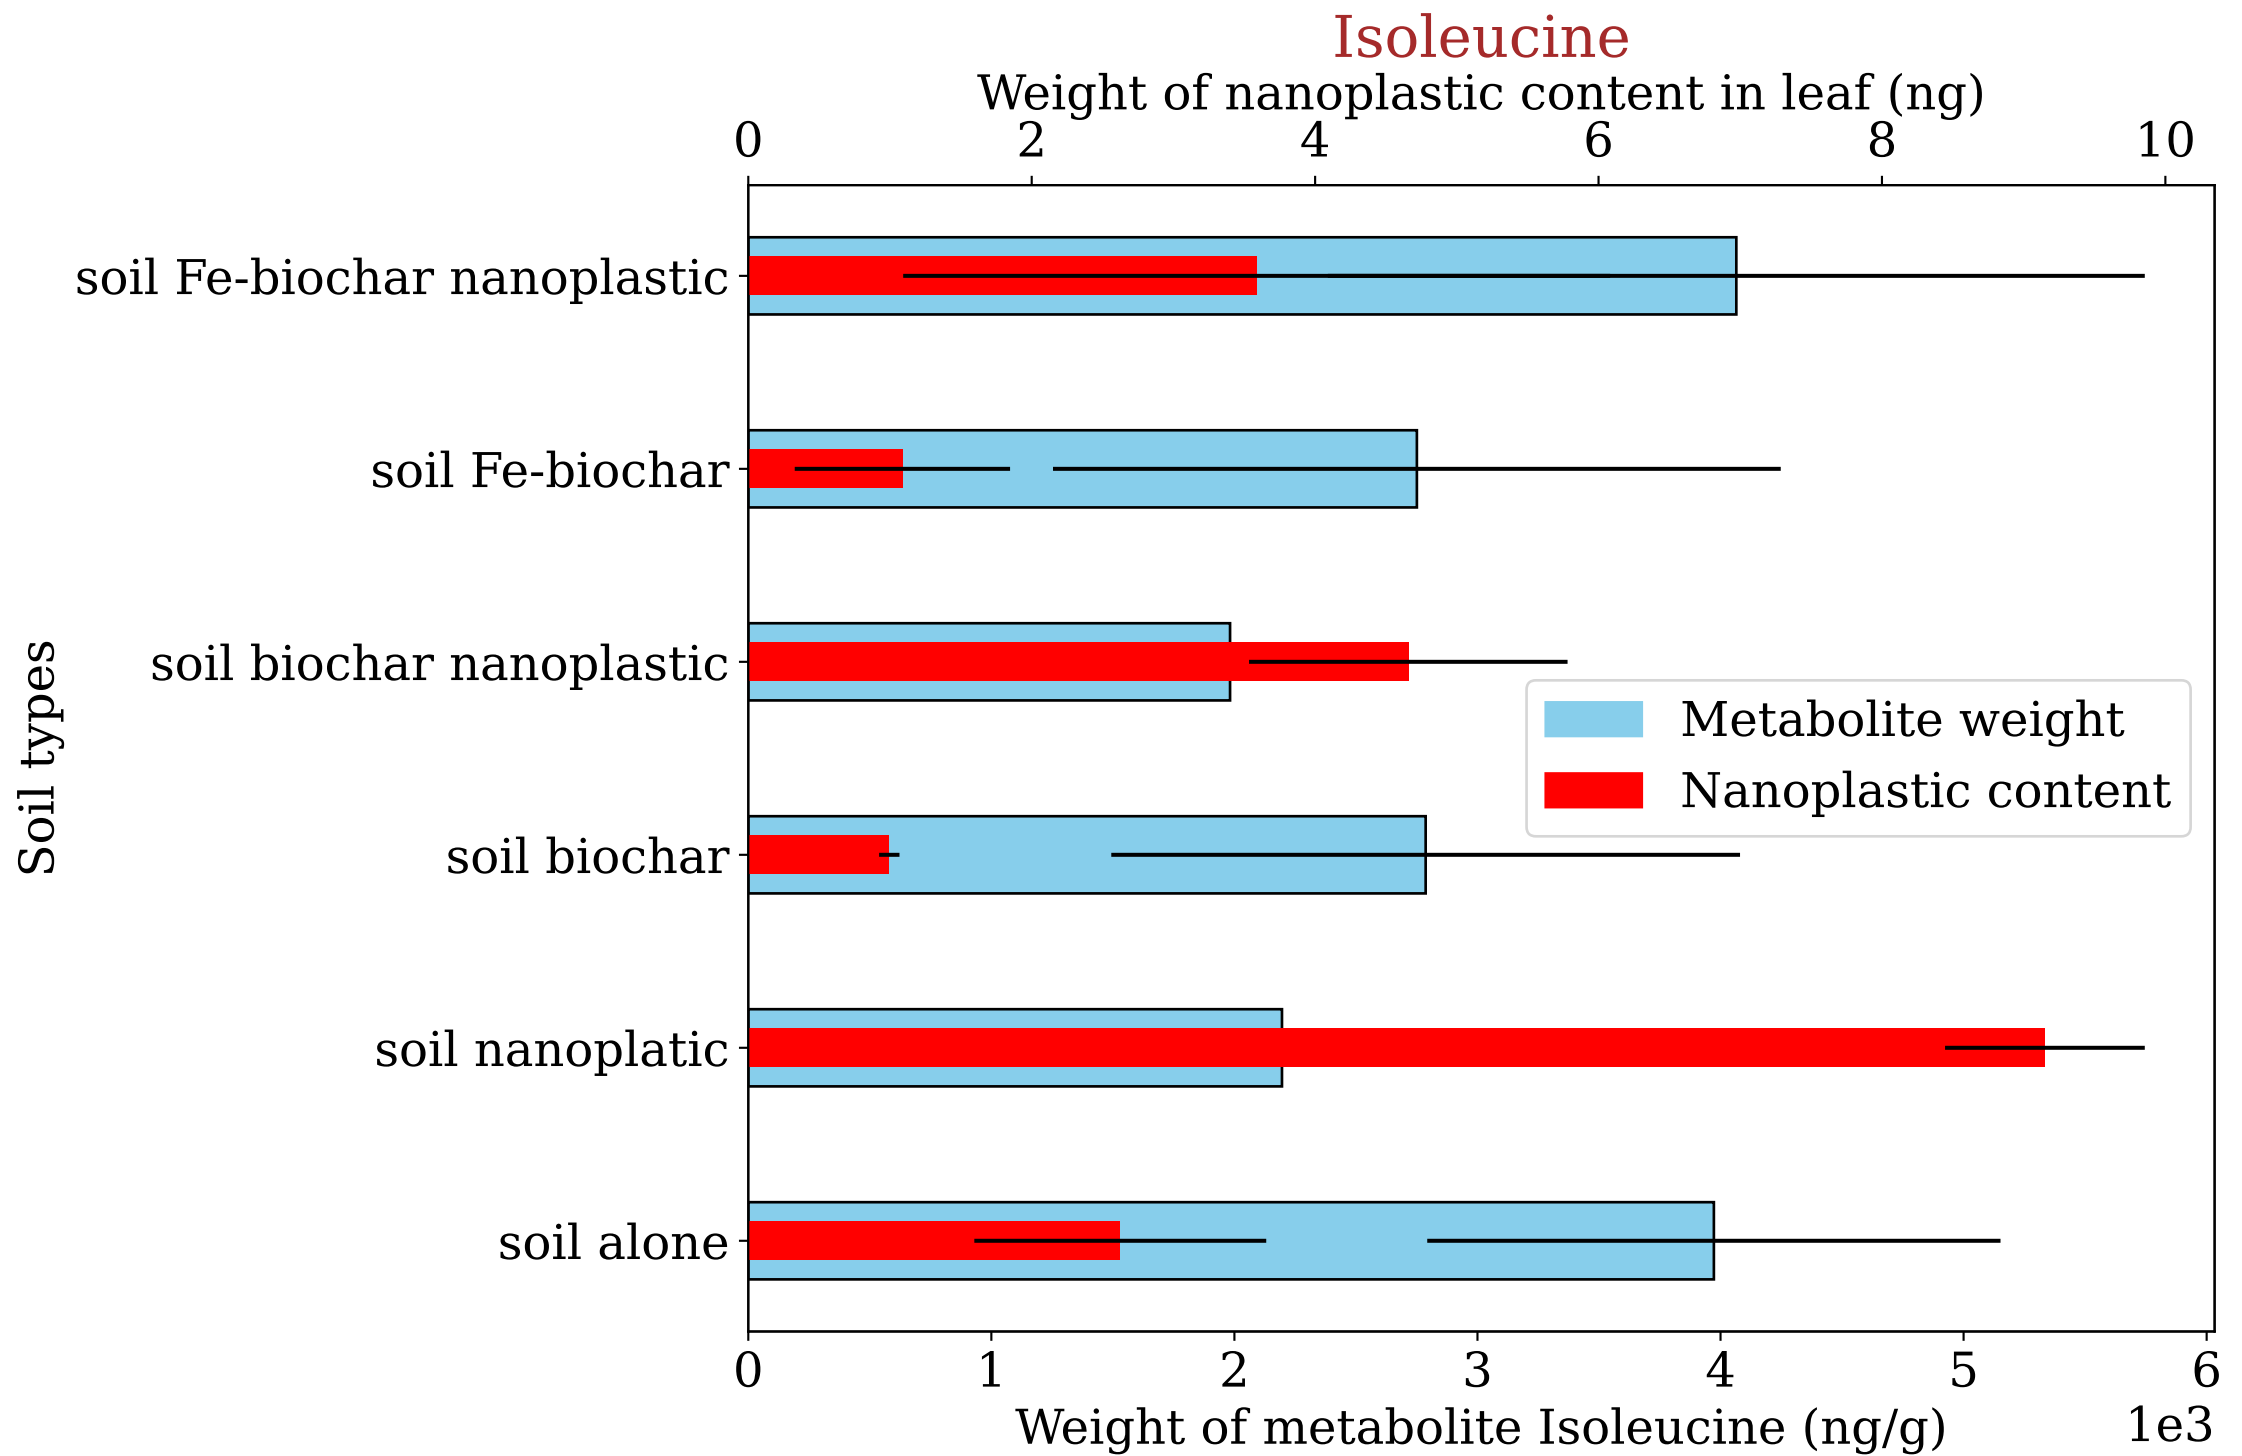 Isoleucine
Weight of nanoplastic content in leaf (ng)
0 2 4 6 8 10
soil Fe-biochar nanoplastic
soil Fe-biochar
soil biochar nanoplastic
soil biochar
soil nanoplatic
soil alone
Soil types
Metabolite weight
Nanoplastic content
0 1 2 3 4 5 6
Weight of metabolite Isoleucine (ng/g)
1e3